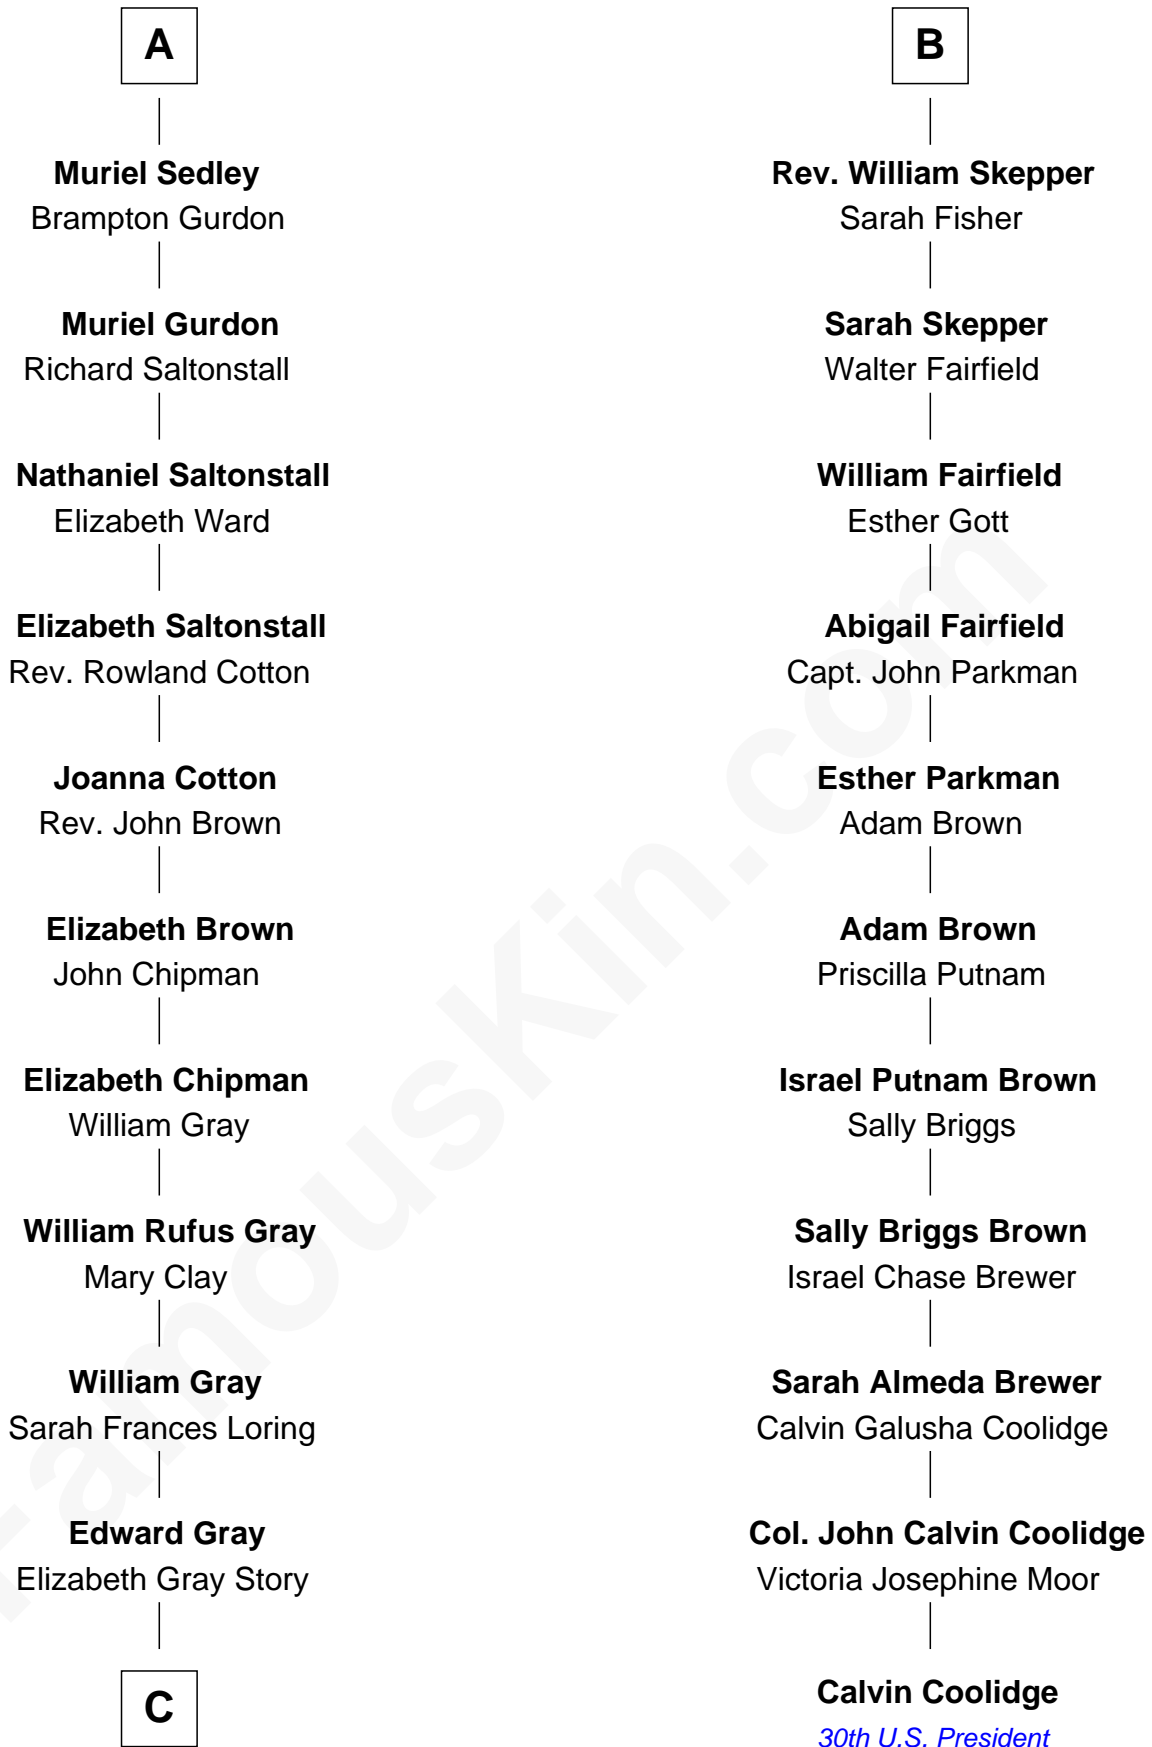 A
Muriel Sedley
Brampton Gurdon
Muriel Gurdon
Richard Saltonstall
Nathaniel Saltonstall
Elizabeth Ward
Elizabeth Saltonstall
Rev. Rowland Cotton
Joanna Cotton
Rev. John Brown
Elizabeth Brown
John Chipman
Elizabeth Chipman
William Gray
William Rufus Gray
Mary Clay
William Gray
Sarah Frances Loring
Edward Gray
Elizabeth Gray Story
C
B
Rev. William Skepper
Sarah Fisher
Sarah Skepper
Walter Fairfield
William Fairfield
Esther Gott
Abigail Fairfield
Capt. John Parkman
Esther Parkman
Adam Brown
Adam Brown
Priscilla Putnam
Israel Putnam Brown
Sally Briggs
Sally Briggs Brown
Israel Chase Brewer
Sarah Almeda Brewer
Calvin Galusha Coolidge
Col. John Calvin Coolidge
Victoria Josephine Moor
Calvin Coolidge
30th U.S. President
FamousKin.com